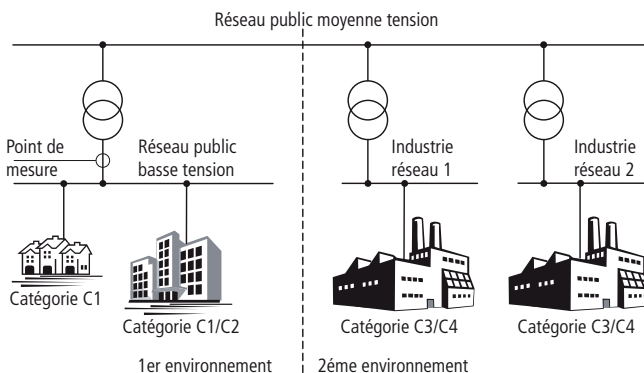 Réseau public moyenne tension
Point de
mesure
Réseau public
basse tension
Industrie
réseau 1
Industrie
réseau 2
Catégorie C1
Catégorie C1/C2
Catégorie C3/C4
Catégorie C3/C4
1er environnement
2éme environnement